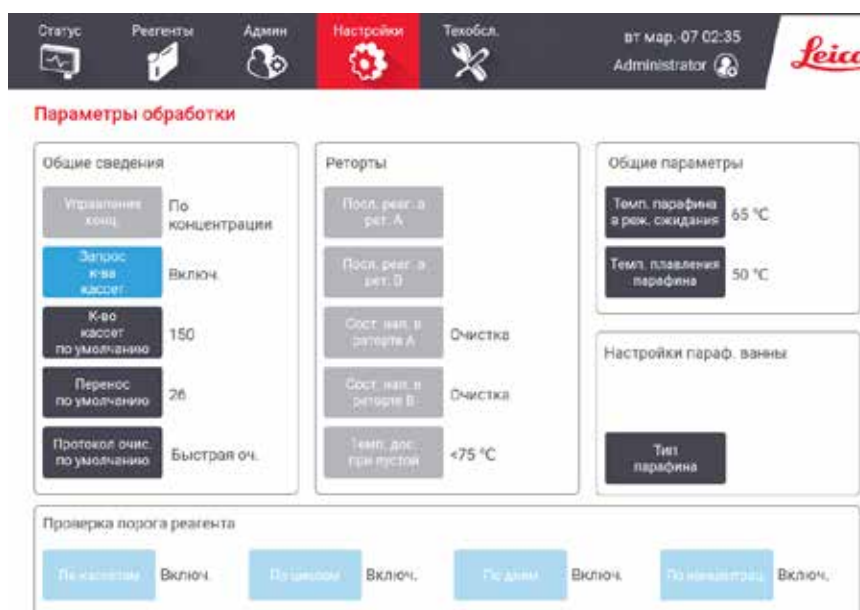 Статус
Реагенты
Админ
Настройки
Техобсл.
вт мар. 07 02:35
Administrator
Leica
Параметры обработки
Общие сведения
Управление
конц.
По
концентрации
Запрос
к-ва
кассет
Включ.
К-во
кассет
по умолчанию
150
Перенос
по умолчанию
26
Протокол очис.
по умолчанию
Быстрая оч.
Реторты
Посл. реаг. в
рет. A
Посл. реаг. в
рет. B
Сост. нап. в
реторте A
Очистка
Сост. нап. в
реторте B
Очистка
Темп. дос.
при пустой
<75 °C
Общие параметры
Темп. парафина
в реж. ожидания
65 °C
Темп. плавления
парафина
50 °C
Настройки параф. ванны
Тип
парафина
Проверка порога реагента
По кассетам
Включ.
По циклам
Включ.
По дням
Включ.
По концентрац.
Включ.